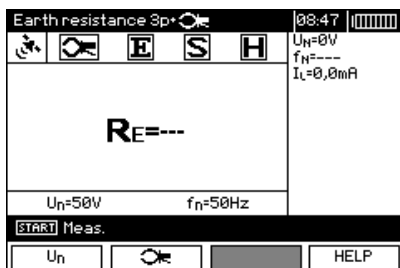 Earth resistance 3p+ 08:47
E S H
UN=0V
fN=---
IL=0,0mA
RE=---
Un=50V fn=50Hz
START Meas.
Un HELP